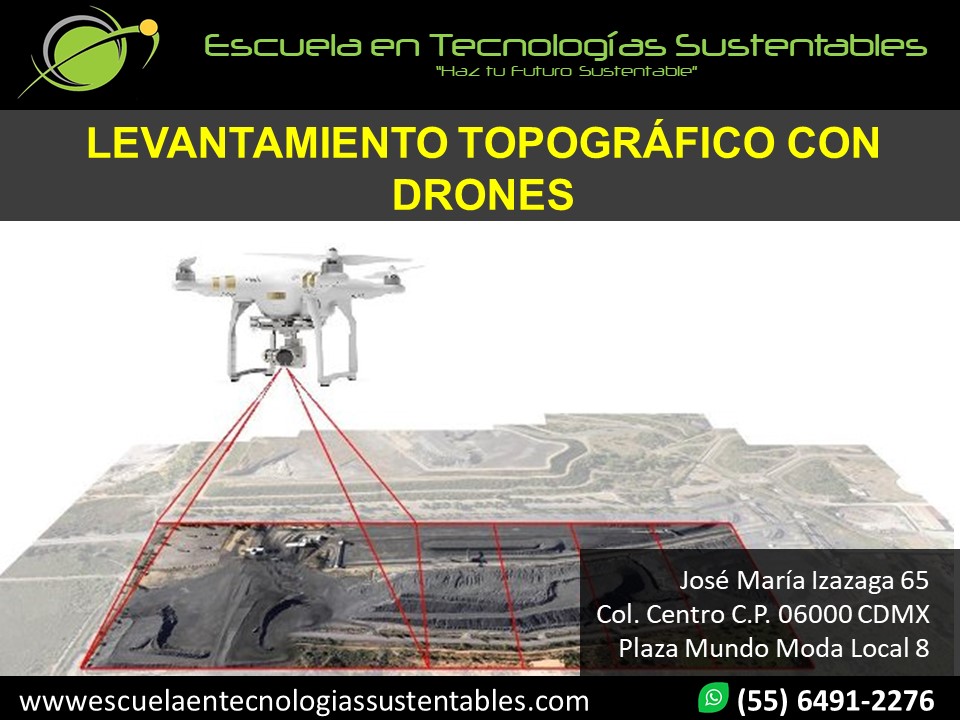 Escuela en Tecnologías Sustentables
"Haz tu Futuro Sustentable"
LEVANTAMIENTO TOPOGRÁFICO CON
DRONES
José María Izazaga 65
Col. Centro C.P. 06000 CDMX
Plaza Mundo Moda Local 8
wwwescuelaentecnologiassustentables.com
(55) 6491-2276